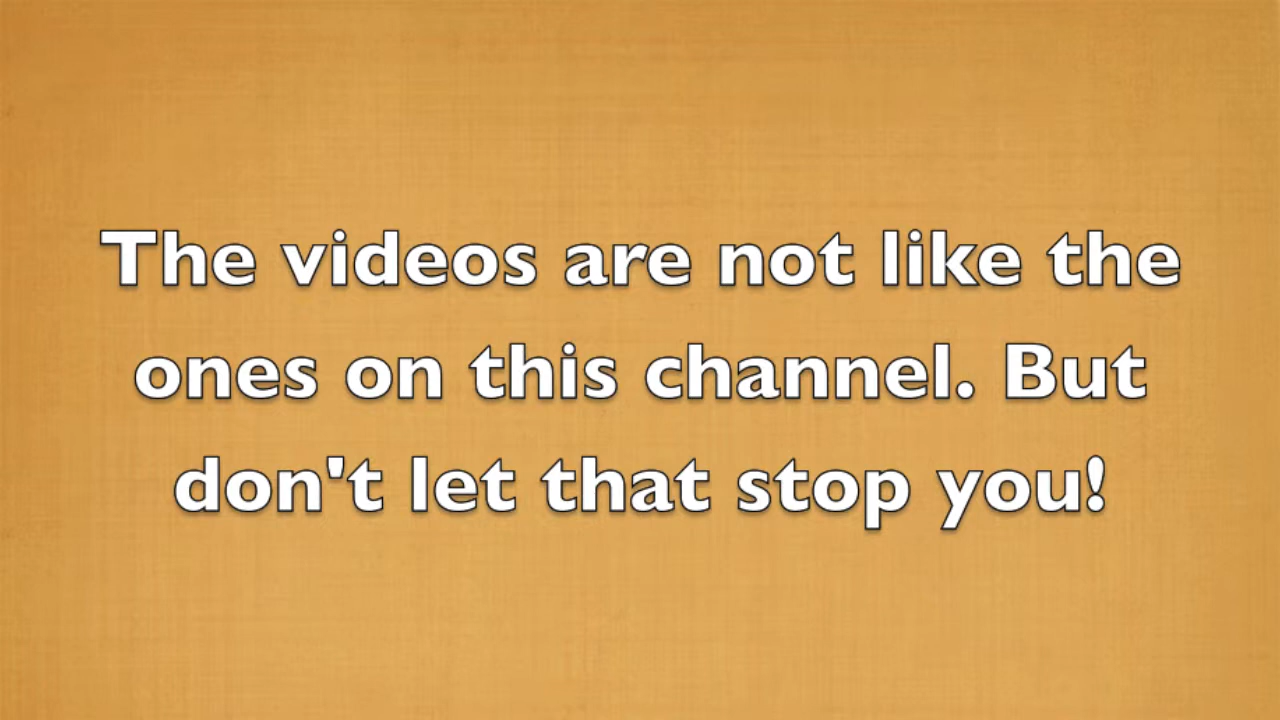 The videos are not like the
ones on this channel. But
don't let that stop you!